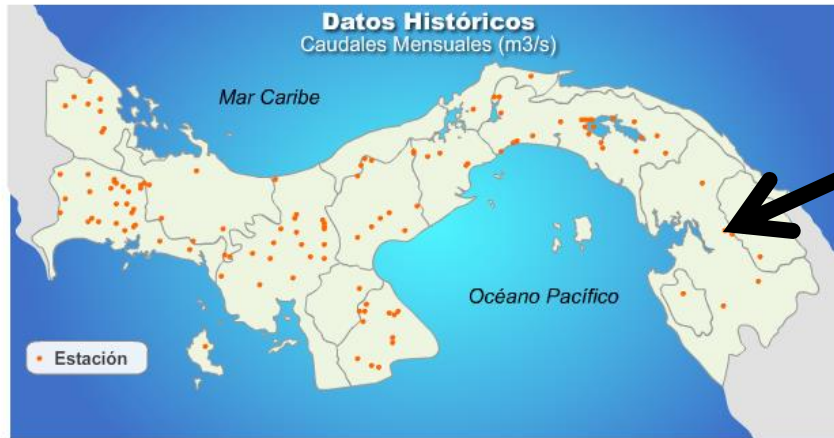 Datos Históricos
Caudales Mensuales (m3/s)
Mar Caribe
Océano Pacífico
Estación